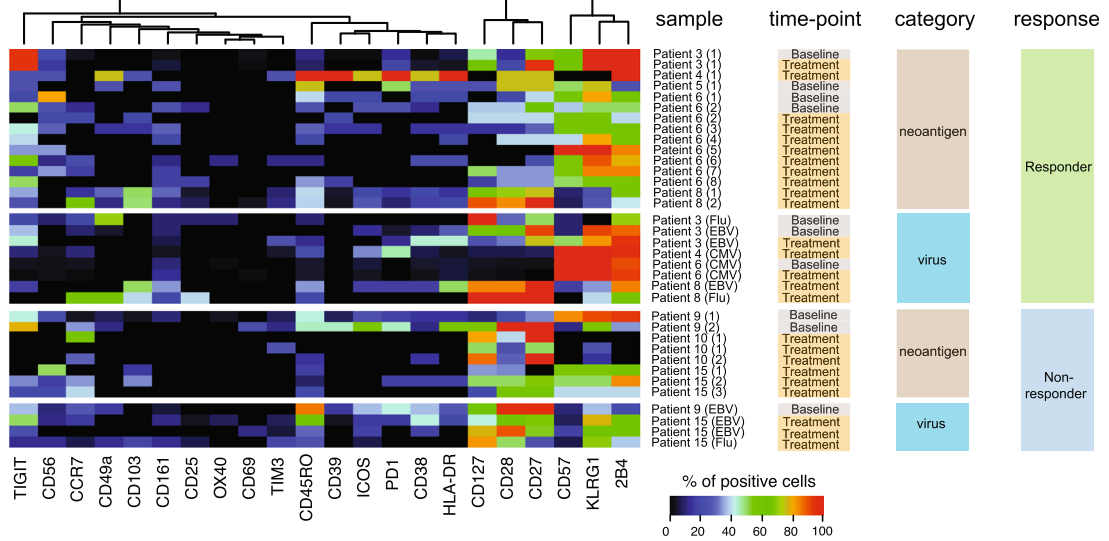 sample time-point category response
Patient 3 (1) Baseline
Patient 3 (1) Treatment
Patient 4 (1) Treatment
Patient 5 (1) Baseline
Patient 6 (1) Baseline
Patient 6 (2) Baseline
Patient 6 (2) Treatment
Patient 6 (3) Treatment
Patient 6 (4) Treatment
Patient 6 (5) Treatment
Patient 6 (6) Treatment
Patient 6 (7) Treatment
Patient 6 (8) Treatment
Patient 8 (1) Treatment
Patient 8 (2) Treatment
neoantigen
Responder
Patient 3 (Flu) Baseline
Patient 3 (EBV) Baseline
Patient 3 (EBV) Treatment
Patient 4 (CMV) Treatment
Patient 6 (CMV) Baseline
Patient 6 (CMV) Treatment
Patient 8 (EBV) Treatment
Patient 8 (Flu) Treatment
virus
Patient 9 (1) Baseline
Patient 9 (2) Baseline
Patient 10 (1) Treatment
Patient 10 (1) Treatment
Patient 10 (2) Treatment
Patient 15 (1) Treatment
Patient 15 (2) Treatment
Patient 15 (3) Treatment
neoantigen
Non-
responder
Patient 9 (EBV) Baseline
Patient 15 (EBV) Treatment
Patient 15 (EBV) Treatment
Patient 15 (Flu) Treatment
virus
TIGIT
CD56
CCR7
CD49a
CD103
CD161
CD25
OX40
CD69
TIM3
CD45RO
CD39
ICOS
PD1
CD38
HLA-DR
CD127
CD28
CD27
CD57
KLRG1
2B4
% of positive cells
0 20 40 60 80 100